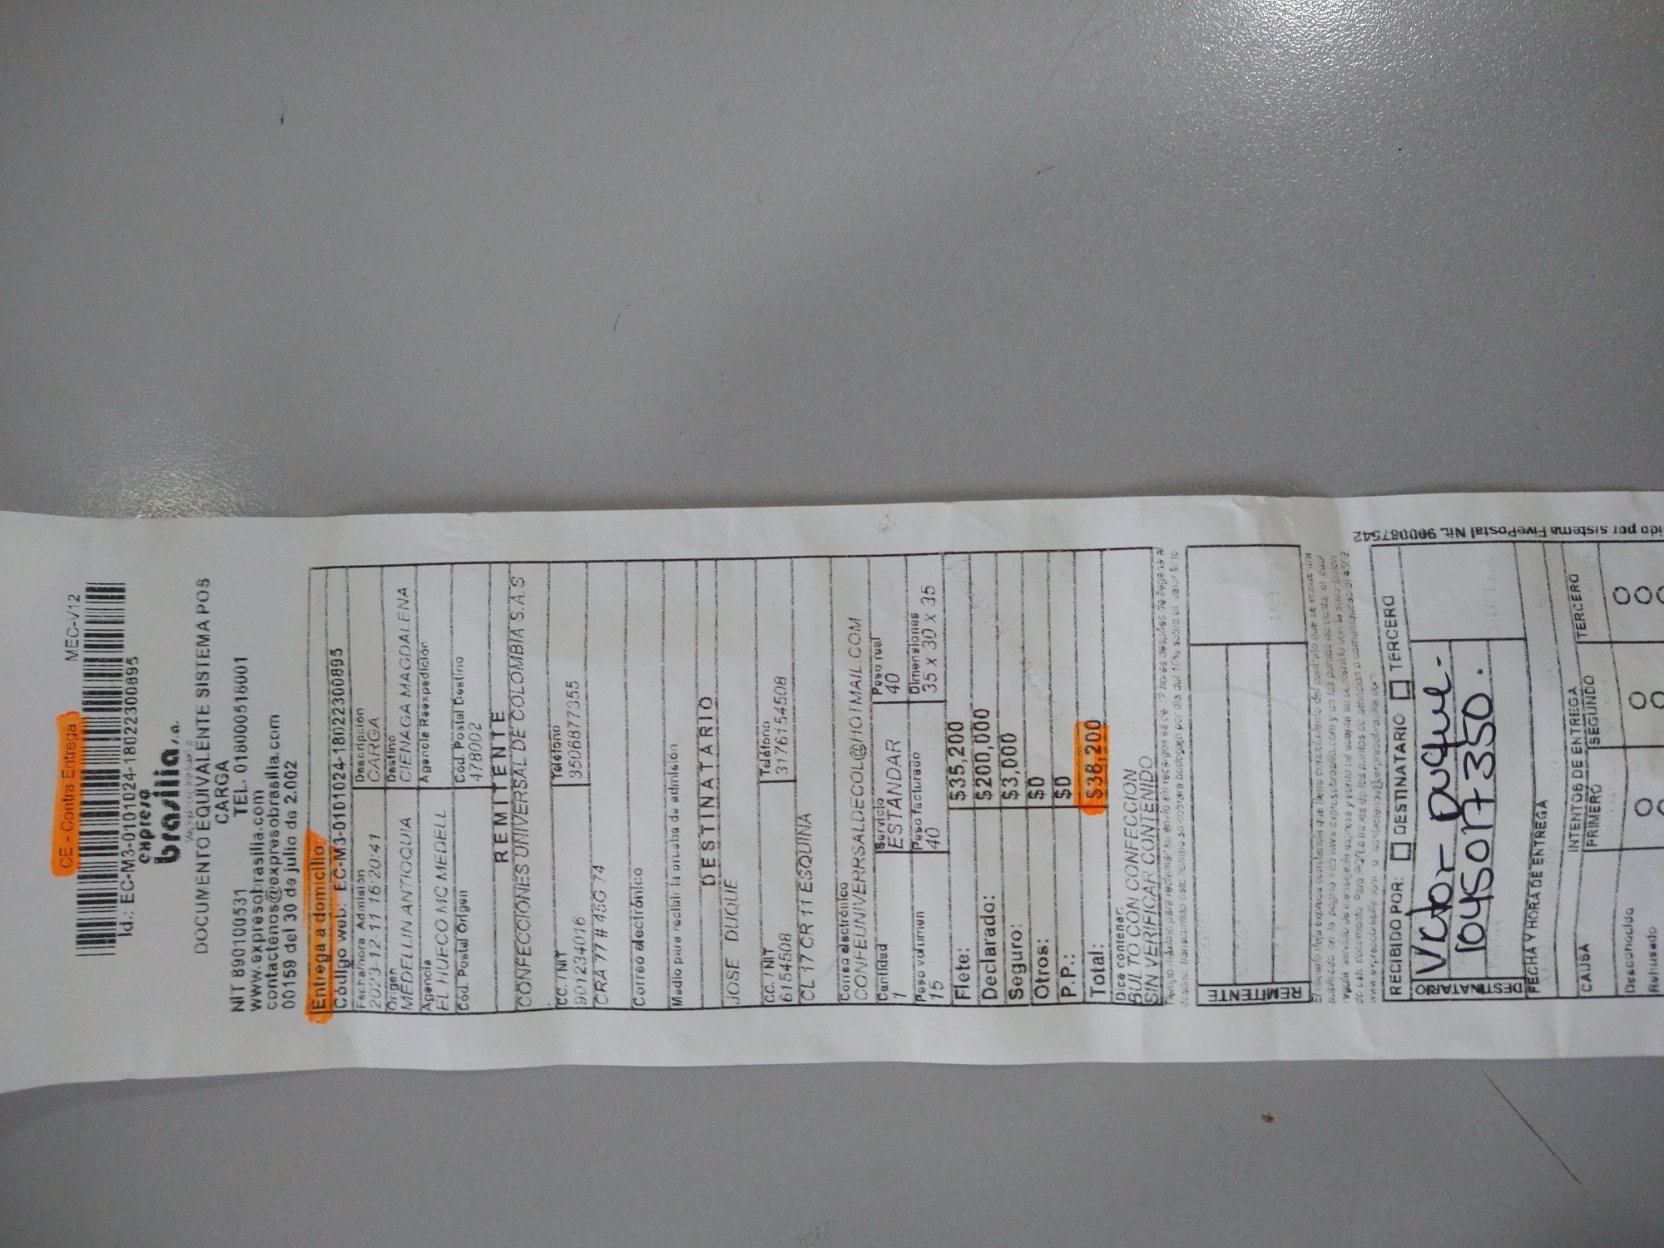 CE - Contra Entrega
MEC-V12
Id.: EC-M3-0101024-18022300895
expreso
brasilia s.a.
DOCUMENTO EQUIVALENTE SISTEMA POS
CARGA
NIT 890100531 TEL. 018000518001
www.expresobrasilia.com
contactenos@expresobrasilia.com
00159 del 30 de julio de 2.002
Entrega a domicilio
Código web: EC-M3-0101024-18022300895
Fecha/hora Admisión Descripción
2023-12-11 16:20:41 CARGA
Origen Destino
MEDELLIN ANTIOQUIA CIENAGA MAGDALENA
Agencia Agencia Reexpedición
EL HUECO MC MEDELL
Cód. Postal Origen Cód Postal Destino
478002
REMITENTE
CONFECCIONES UNIVERSAL DE COLOMBIA S.A.S
CC. / NIT Teléfono
9012234016 3506877355
CRA 77 # 45G 74
Correo electrónico
Medio para recibir la prueba de admisión
DESTINATARIO
JOSE DUQUE
CC. / NIT Teléfono
6154508 3176154508
CL 17 CR 11 ESQUINA
Correo electrónico
CONFEUNIVERRSALDECOL@HOTMAIL.COM
Cantidad Servicio Peso real
1 ESTANDAR 40
Peso volumen Peso facturado Dimensiones
15 40 35 x 30 x 35
Flete: $35,200
Declarado: $200,000
Seguro: $3,000
Otros: $0
P.P.: $0
Total: $38,200
Dice contener:
BULTO CON CONFECCION
SIN VERIFICAR CONTENIDO
REMITENTE
RECIBIDO POR: DESTINATARIO TERCERO
DESTINATARIO
Victor Duque.
1045017350.
FECHA Y HORA DE ENTREGA
INTENTOS DE ENTREGA
CAUSA PRIMERO SEGUNDO TERCERO
Desconocido
Rehusado
por sistema FivePostal Nit. 900087542